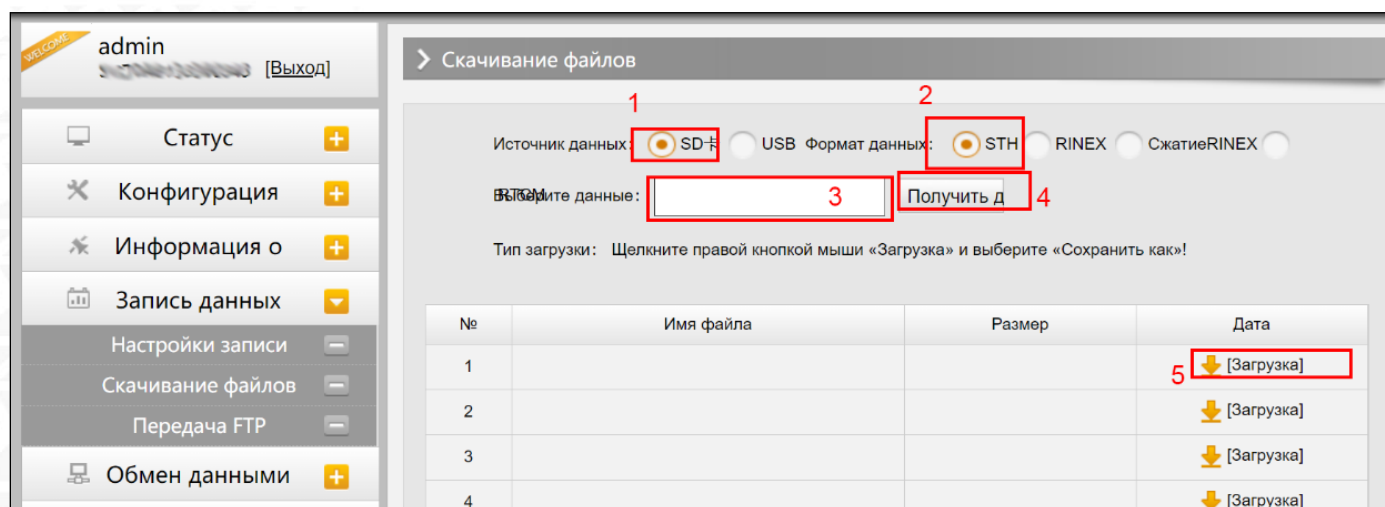 WELCOME
admin
[Выход]
Статус
Конфигурация
Информация о
Запись данных
Настройки записи
Скачивание файлов
Передача FTP
Обмен данными
Скачивание файлов
1
2
Источник данных: SD卡 USB Формат данных: STH RINEX СжатиеRINEX
RTCM
Выберите данные: 3 Получить д 4
Тип загрузки: Щелкните правой кнопкой мыши «Загрузка» и выберите «Сохранить как»!
№ Имя файла Размер Дата
1 [Загрузка]
5
2 [Загрузка]
3 [Загрузка]
4 [Загрузка]